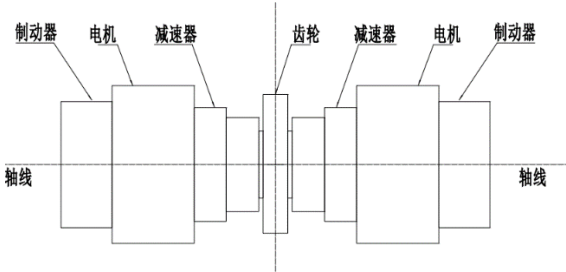 制动器 电机 减速器 齿轮 减速器 电机 制动器
轴线 轴线